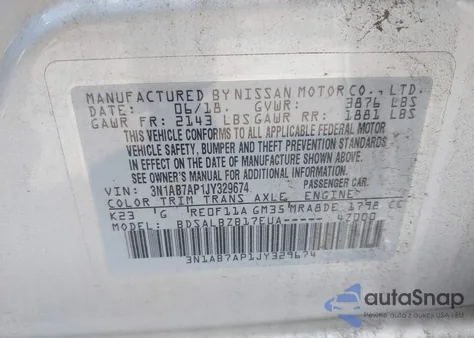 MANUFACTURED BY NISSAN MOTOR CO., LTD.
DATE: 06/18. GVWR: 3876 LBS
GAWR FR: 2143 LBS GAWR RR: 1881 LBS
THIS VEHICLE CONFORMS TO ALL APPLICABLE FEDERAL MOTOR
VEHICLE SAFETY, BUMPER, AND THEFT PREVENTION STANDARDS
IN EFFECT ON THE DATE OF MANUFACTURE SHOWN ABOVE.
SEE OWNER'S MANUAL FOR ADDITIONAL INFORMATION.
VIN: 3N1AB7AP1JY329674 PASSENGER CAR.
COLOR TRIM TRANS AXLE ENGINE
K23 G RE0F11A GM35 MRA8DE 1798 CC
MODEL: BDSALBZB17EUA----- 47000
3N1AB7AP1JY329674
autoSnap